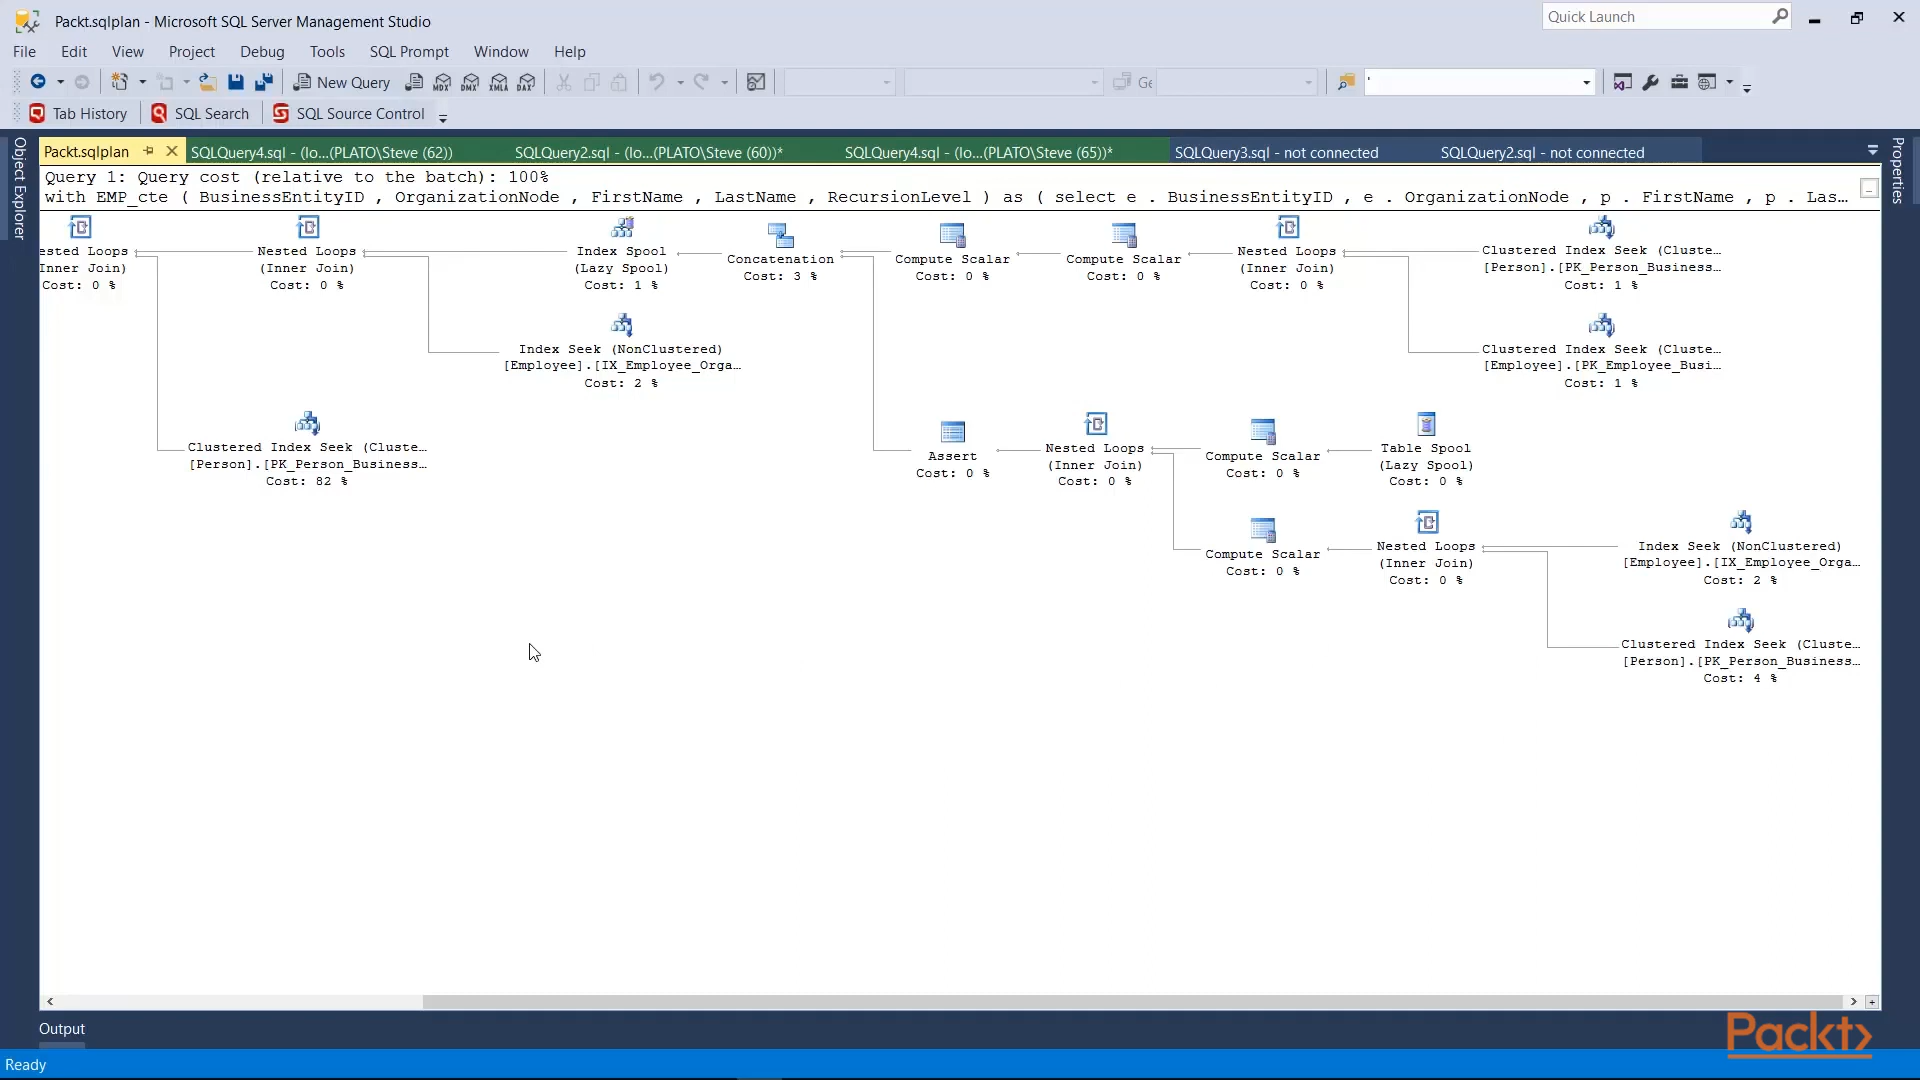 Packt.sqlplan - Microsoft SQL Server Management Studio
Quick Launch
File Edit View Project Debug Tools SQL Prompt Window Help
New Query
MDX DMX XMLA DAX
Ge
'
Tab History SQL Search SQL Source Control
Object Explorer
Packt.sqlplan
SQLQuery4.sql - (lo...(PLATO\Steve (62))
SQLQuery2.sql - (lo...(PLATO\Steve (60))*
SQLQuery4.sql - (lo...(PLATO\Steve (65))*
SQLQuery3.sql - not connected
SQLQuery2.sql - not connected
Properties
Query 1: Query cost (relative to the batch): 100%
with EMP_cte ( BusinessEntityID , OrganizationNode , FirstName , LastName , RecursionLevel ) as ( select e . BusinessEntityID , e . OrganizationNode , p . FirstName , p . Las...
...
ested Loops
(Inner Join)
Cost: 0 %
Nested Loops
(Inner Join)
Cost: 0 %
Index Spool
(Lazy Spool)
Cost: 1 %
Concatenation
Cost: 3 %
Compute Scalar
Cost: 0 %
Compute Scalar
Cost: 0 %
Nested Loops
(Inner Join)
Cost: 0 %
Clustered Index Seek (Cluste...
[Person].[PK_Person_Business...
Cost: 1 %
Index Seek (NonClustered)
[Employee].[IX_Employee_Orga...
Cost: 2 %
Clustered Index Seek (Cluste...
[Employee].[PK_Employee_Busi...
Cost: 1 %
Clustered Index Seek (Cluste...
[Person].[PK_Person_Business...
Cost: 82 %
Assert
Cost: 0 %
Nested Loops
(Inner Join)
Cost: 0 %
Compute Scalar
Cost: 0 %
Table Spool
(Lazy Spool)
Cost: 0 %
Compute Scalar
Cost: 0 %
Nested Loops
(Inner Join)
Cost: 0 %
Index Seek (NonClustered)
[Employee].[IX_Employee_Orga...
Cost: 2 %
Clustered Index Seek (Cluste...
[Person].[PK_Person_Business...
Cost: 4 %
Output
Packt>
Ready